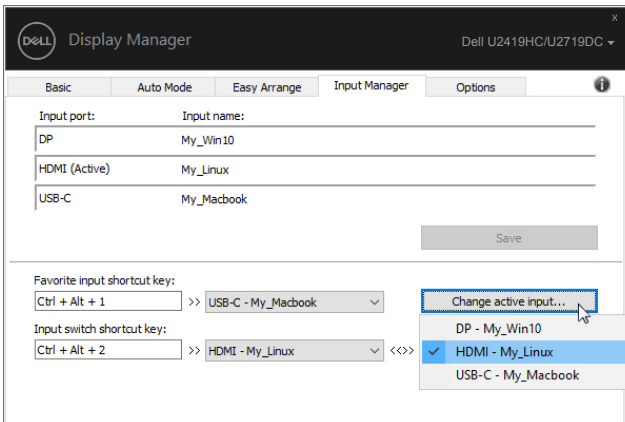 x
DELL Display Manager Dell U2419HC/U2719DC
Basic Auto Mode Easy Arrange Input Manager Options i
Input port: Input name:
DP My_Win10
HDMI (Active) My_Linux
USB-C My_Macbook
Save
Favorite input shortcut key:
Ctrl + Alt + 1 >> USB-C - My_Macbook Change active input...
DP - My_Win10
Input switch shortcut key:
Ctrl + Alt + 2 >> HDMI - My_Linux <<>> HDMI - My_Linux
USB-C - My_Macbook